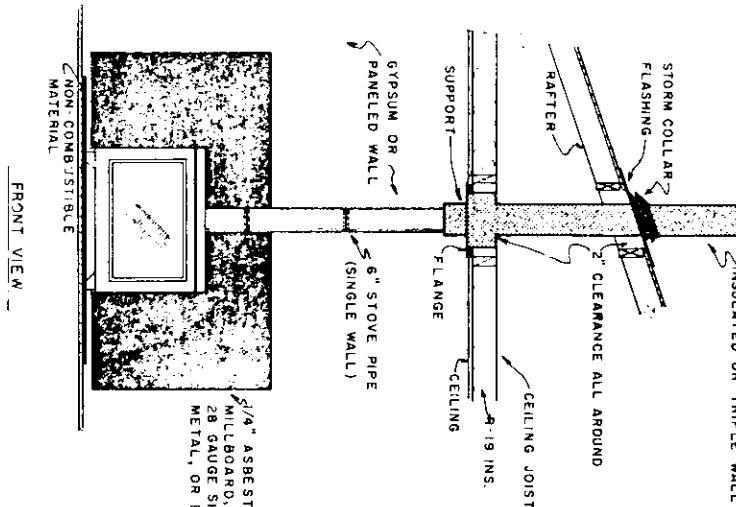 INSULATED OR TRIPLE WALL
STORM COLLAR
FLASHING
RAFTER
2" CLEARANCE ALL AROUND
CEILING JOIST
R-19 INS.
CEILING
SUPPORT
FLANGE
GYPSUM OR
PANELED WALL
6" STOVE PIPE
(SINGLE WALL)
1/4" ASBEST
MILLBOARD,
28 GAUGE
METAL, OR
NON-COMBUSTIBLE
MATERIAL
FRONT VIEW